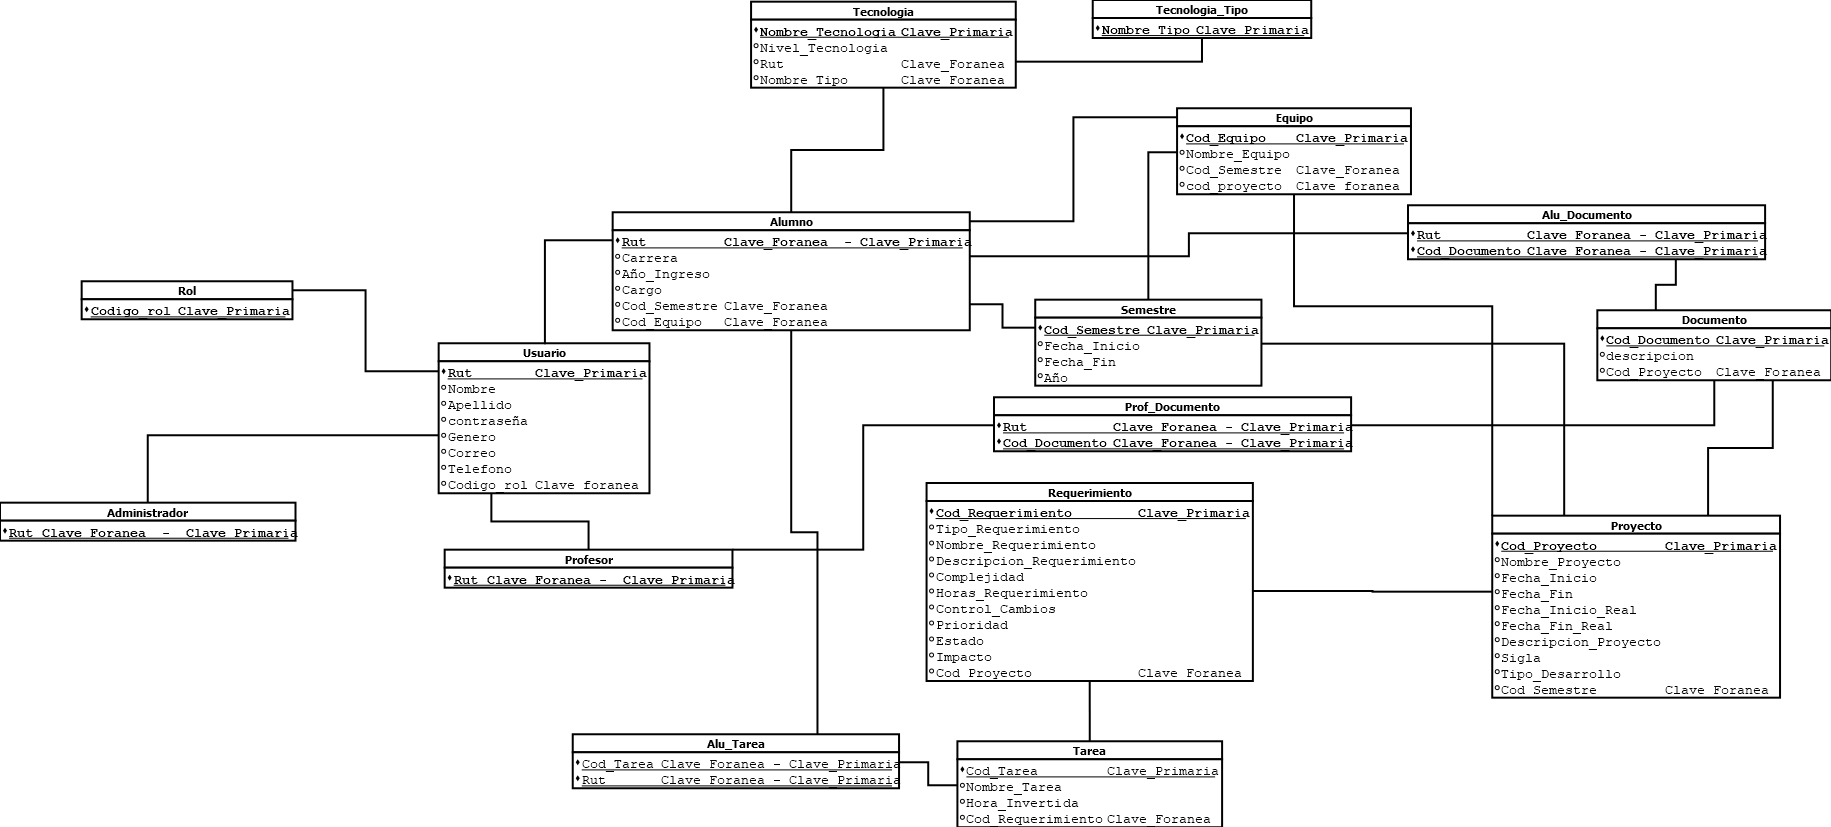 Tecnologia
Nombre_Tecnologia Clave_Primaria
Nivel_Tecnologia
Rut Clave_Foranea
Nombre_Tipo Clave_Foranea
Tecnologia_Tipo
Nombre_Tipo Clave_Primaria
Equipo
Cod_Equipo Clave_Primaria
Nombre_Equipo
Cod_Semestre Clave_Foranea
cod_proyecto Clave_foranea
Alumno
Rut Clave_Foranea - Clave_Primaria
Carrera
Año_Ingreso
Cargo
Cod_Semestre Clave_Foranea
Cod_Equipo Clave_Foranea
Alu_Documento
Rut Clave_Foranea - Clave_Primaria
Cod_Documento Clave_Foranea - Clave_Primaria
Rol
Codigo_rol Clave_Primaria
Semestre
Cod_Semestre Clave_Primaria
Fecha_Inicio
Fecha_Fin
Año
Documento
Cod_Documento Clave_Primaria
descripcion
Cod_Proyecto Clave_Foranea
Usuario
Rut Clave_Primaria
Nombre
Apellido
contraseña
Genero
Correo
Telefono
Codigo_rol Clave_foranea
Prof_Documento
Rut Clave_Foranea - Clave_Primaria
Cod_Documento Clave_Foranea - Clave_Primaria
Administrador
Rut Clave_Foranea - Clave_Primaria
Profesor
Rut Clave_Foranea - Clave_Primaria
Requerimiento
Cod_Requerimiento Clave_Primaria
Tipo_Requerimiento
Nombre_Requerimiento
Descripcion_Requerimiento
Complejidad
Horas_Requerimiento
Control_Cambios
Prioridad
Estado
Impacto
Cod_Proyecto Clave_Foranea
Proyecto
Cod_Proyecto Clave_Primaria
Nombre_Proyecto
Fecha_Inicio
Fecha_Fin
Fecha_Inicio_Real
Fecha_Fin_Real
Descripcion_Proyecto
Sigla
Tipo_Desarrollo
Cod_Semestre Clave_Foranea
Alu_Tarea
Cod_Tarea Clave_Foranea - Clave_Primaria
Rut Clave_Foranea - Clave_Primaria
Tarea
Cod_Tarea Clave_Primaria
Nombre_Tarea
Hora_Invertida
Cod_Requerimiento Clave_Foranea